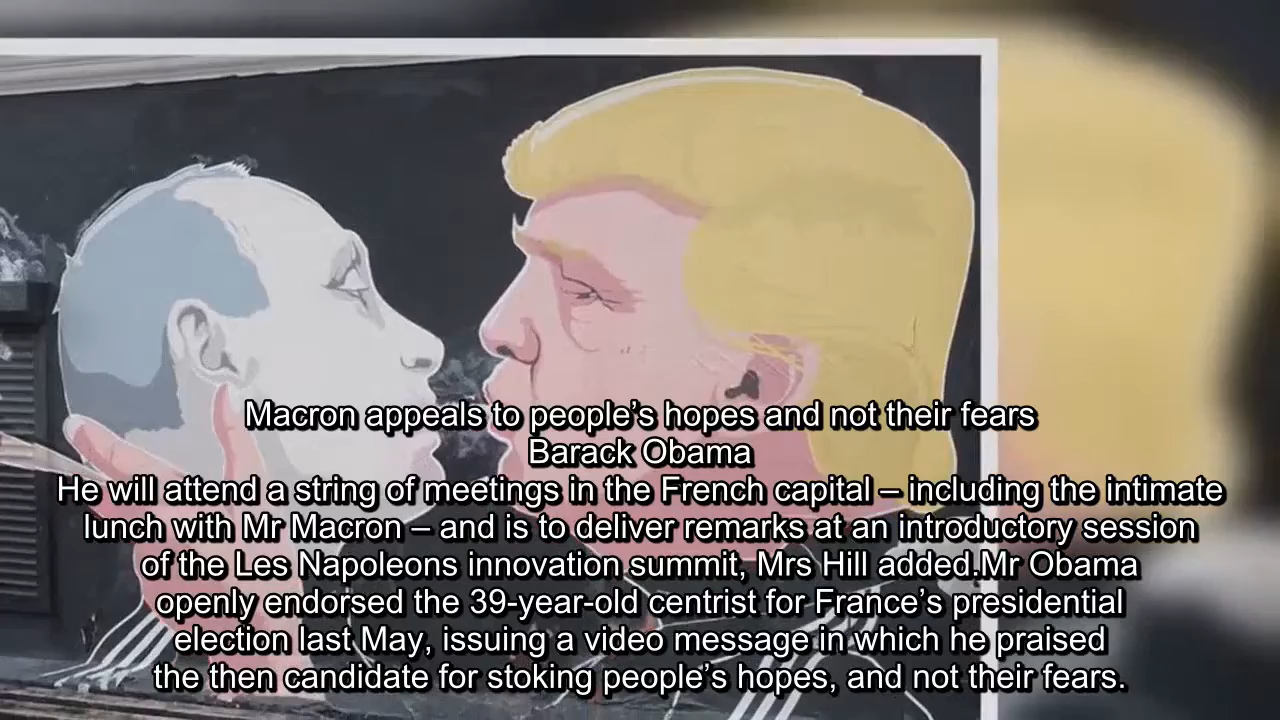 Macron appeals to people’s hopes and not their fears
Barack Obama
He will attend a string of meetings in the French capital – including the intimate
lunch with Mr Macron – and is to deliver remarks at an introductory session
of the Les Napoleons innovation summit, Mrs Hill added.Mr Obama
openly endorsed the 39-year-old centrist for France’s presidential
election last May, issuing a video message in which he praised
the then candidate for stoking people’s hopes, and not their fears.